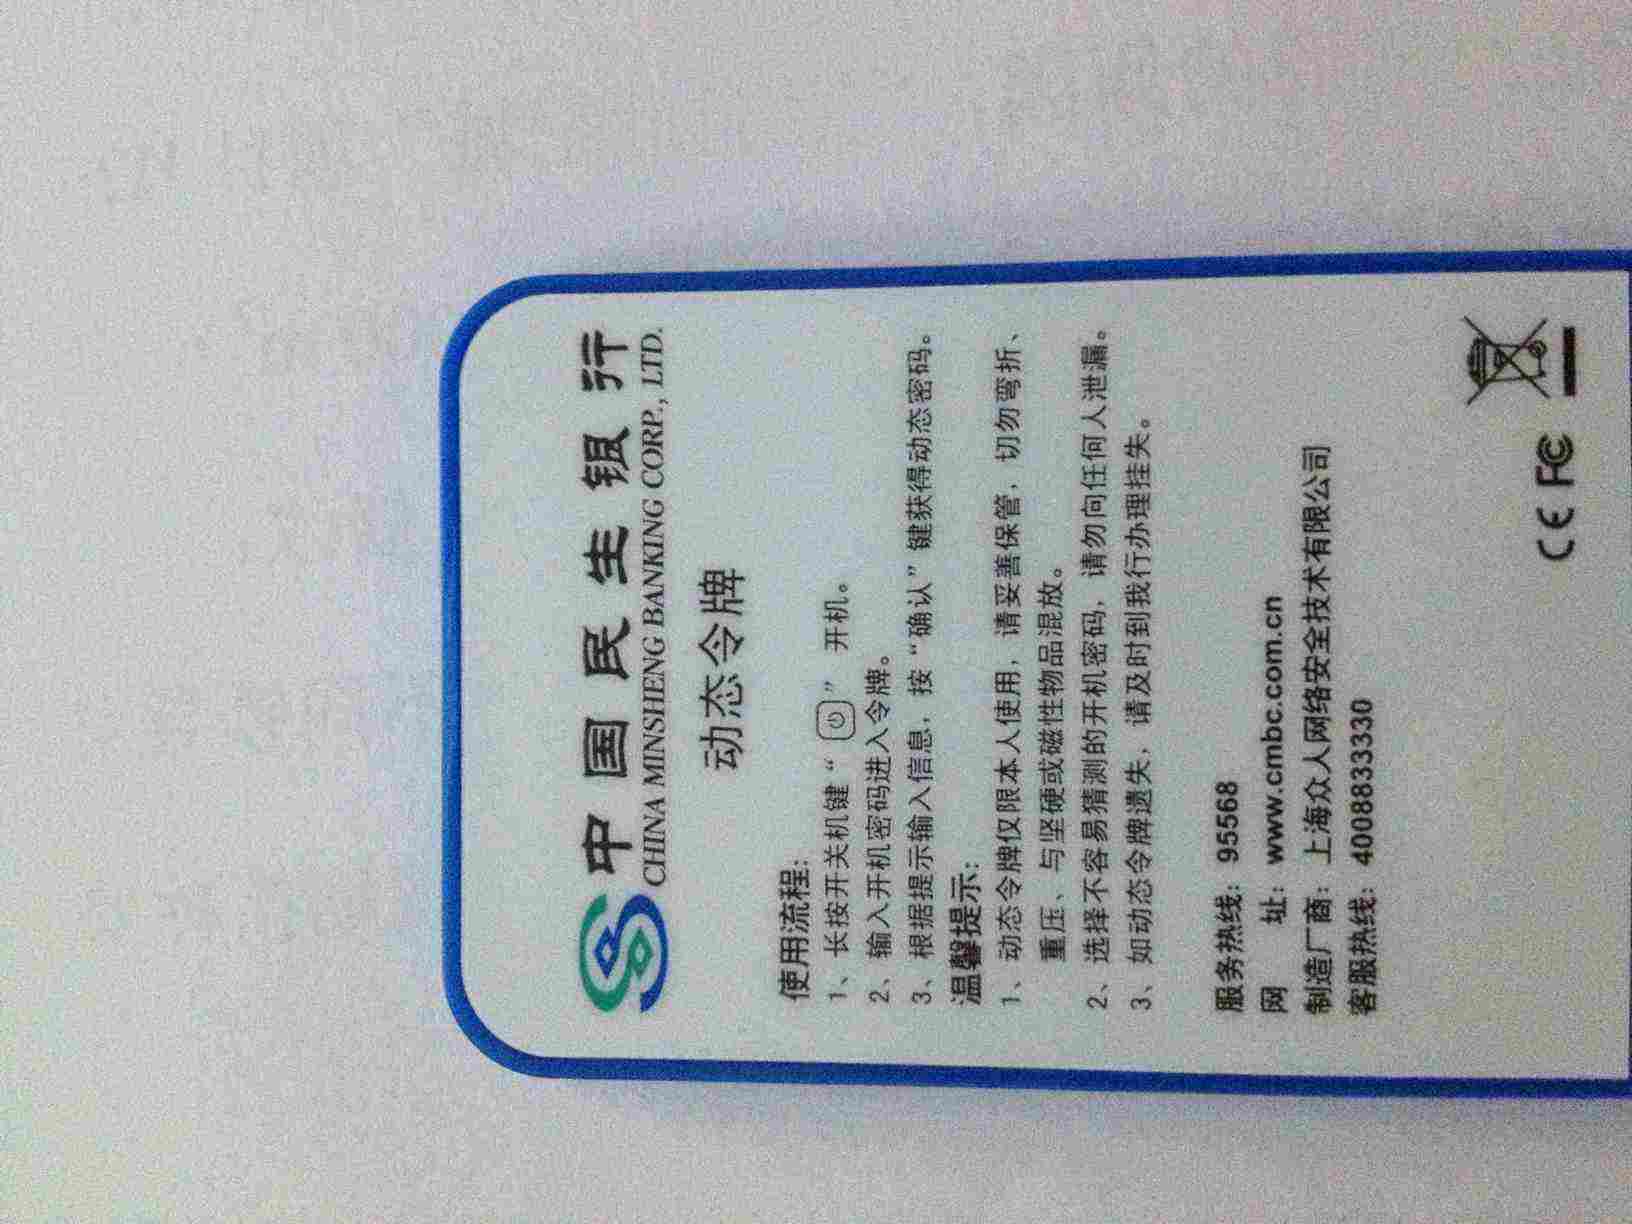 中国民生银行
CHINA MINSHENG BANKING CORP., LTD.
动态令牌
使用流程:
1、长按开关机键“ ”开机。
2、输入开机密码进入令牌。
3、根据提示输入信息，按“确认”键获得动态密码。
温馨提示:
1、动态令牌仅限本人使用，请妥善保管，切勿弯折、
重压、与坚硬或磁性物品混放。
2、选择不容易猜测的开机密码，请勿向任何人泄漏。
3、如动态令牌遗失，请及时到我行办理挂失。
服务热线: 95568
网 址: www.cmbc.com.cn
制造厂商: 上海众人网络安全技术有限公司
客服热线: 4008833330
CE FC